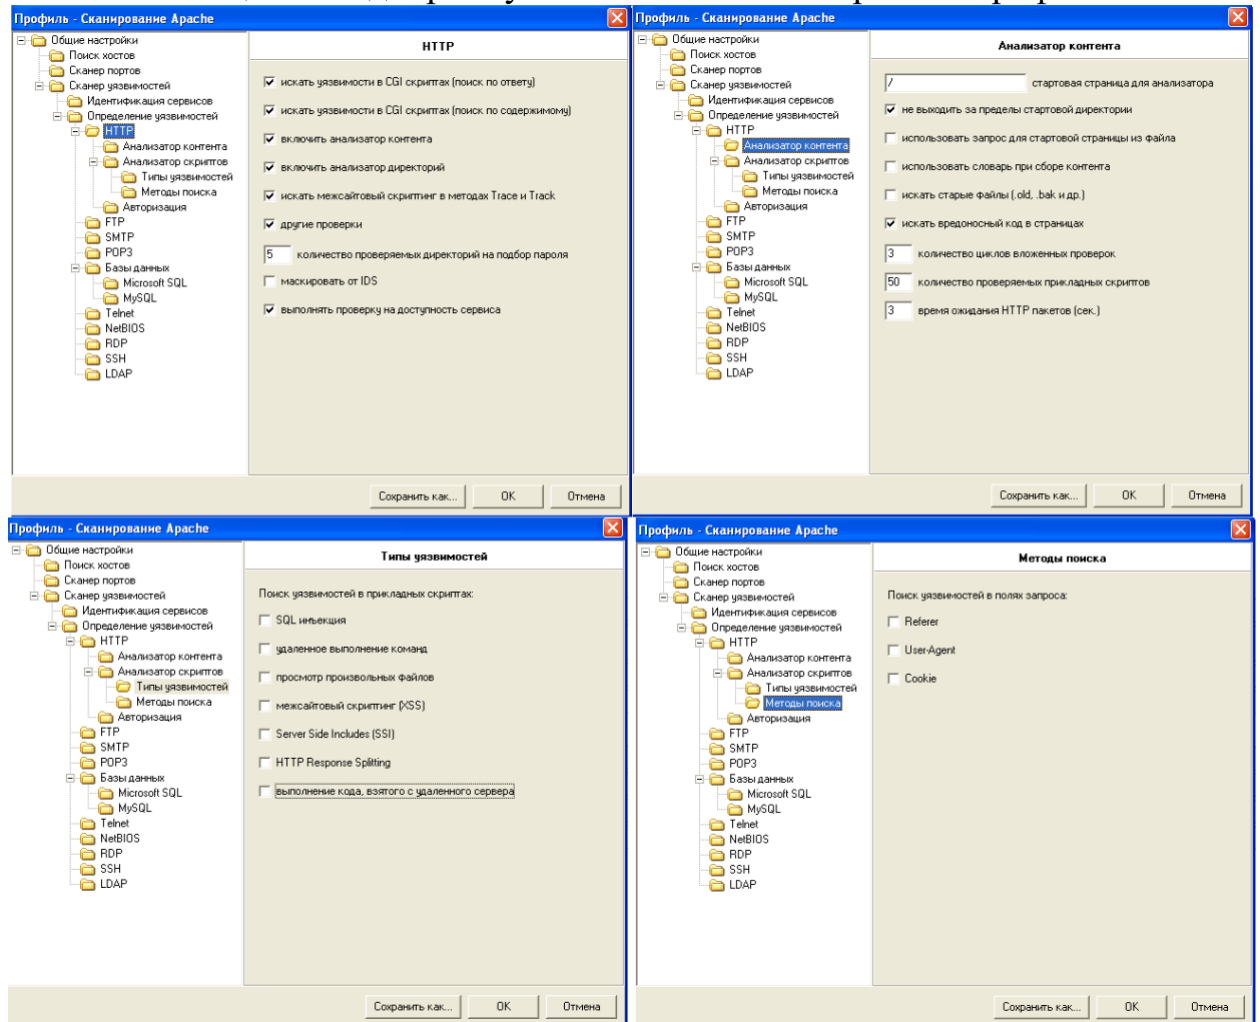 Профиль - Сканирование Apache
Общие настройки
Поиск хостов
Сканер портов
Сканер уязвимостей
Идентификация сервисов
Определение уязвимостей
HTTP
Анализатор контента
Анализатор скриптов
Типы уязвимостей
Методы поиска
Авторизация
FTP
SMTP
POP3
Базы данных
Microsoft SQL
MySQL
Telnet
NetBIOS
RDP
SSH
LDAP
HTTP
искать уязвимости в CGI скриптах (поиск по ответу)
искать уязвимости в CGI скриптах (поиск по содержимому)
включить анализатор контента
включить анализатор директорий
искать межсайтовый скриптинг в методах Trace и Track
другие проверки
5 количество проверяемых директорий на подбор пароля
маскировать от IDS
выполнять проверку на доступность сервиса
Сохранить как... OK Отмена
Профиль - Сканирование Apache
Общие настройки
Поиск хостов
Сканер портов
Сканер уязвимостей
Идентификация сервисов
Определение уязвимостей
HTTP
Анализатор контента
Анализатор скриптов
Типы уязвимостей
Методы поиска
Авторизация
FTP
SMTP
POP3
Базы данных
Microsoft SQL
MySQL
Telnet
NetBIOS
RDP
SSH
LDAP
Анализатор контента
/ стартовая страница для анализатора
не выходить за пределы стартовой директории
использовать запрос для стартовой страницы из файла
использовать словарь при сборе контента
искать старые файлы (.old, .bak и др.)
искать вредоносный код в страницах
3 количество циклов вложенных проверок
50 количество проверяемых прикладных скриптов
3 время ожидания HTTP пакетов (сек.)
Сохранить как... OK Отмена
Профиль - Сканирование Apache
Общие настройки
Поиск хостов
Сканер портов
Сканер уязвимостей
Идентификация сервисов
Определение уязвимостей
HTTP
Анализатор контента
Анализатор скриптов
Типы уязвимостей
Методы поиска
Авторизация
FTP
SMTP
POP3
Базы данных
Microsoft SQL
MySQL
Telnet
NetBIOS
RDP
SSH
LDAP
Типы уязвимостей
Поиск уязвимостей в прикладных скриптах:
SQL инъекция
удаленное выполнение команд
просмотр произвольных файлов
межсайтовый скриптинг (XSS)
Server Side Includes (SSI)
HTTP Response Splitting
выполнение кода, взятого с удаленного сервера
Сохранить как... OK Отмена
Профиль - Сканирование Apache
Общие настройки
Поиск хостов
Сканер портов
Сканер уязвимостей
Идентификация сервисов
Определение уязвимостей
HTTP
Анализатор контента
Анализатор скриптов
Типы уязвимостей
Методы поиска
Авторизация
FTP
SMTP
POP3
Базы данных
Microsoft SQL
MySQL
Telnet
NetBIOS
RDP
SSH
LDAP
Методы поиска
Поиск уязвимостей в полях запроса:
Referer
User-Agent
Cookie
Сохранить как... OK Отмена